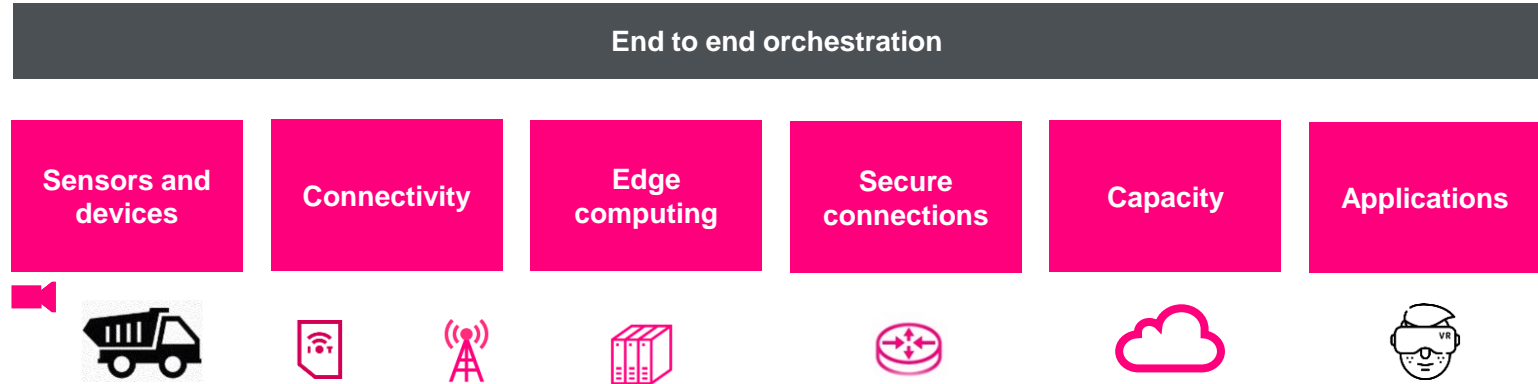 End to end orchestration
Sensors and
devices
Connectivity
Edge
computing
Secure
connections
Capacity
Applications
IOT
VR